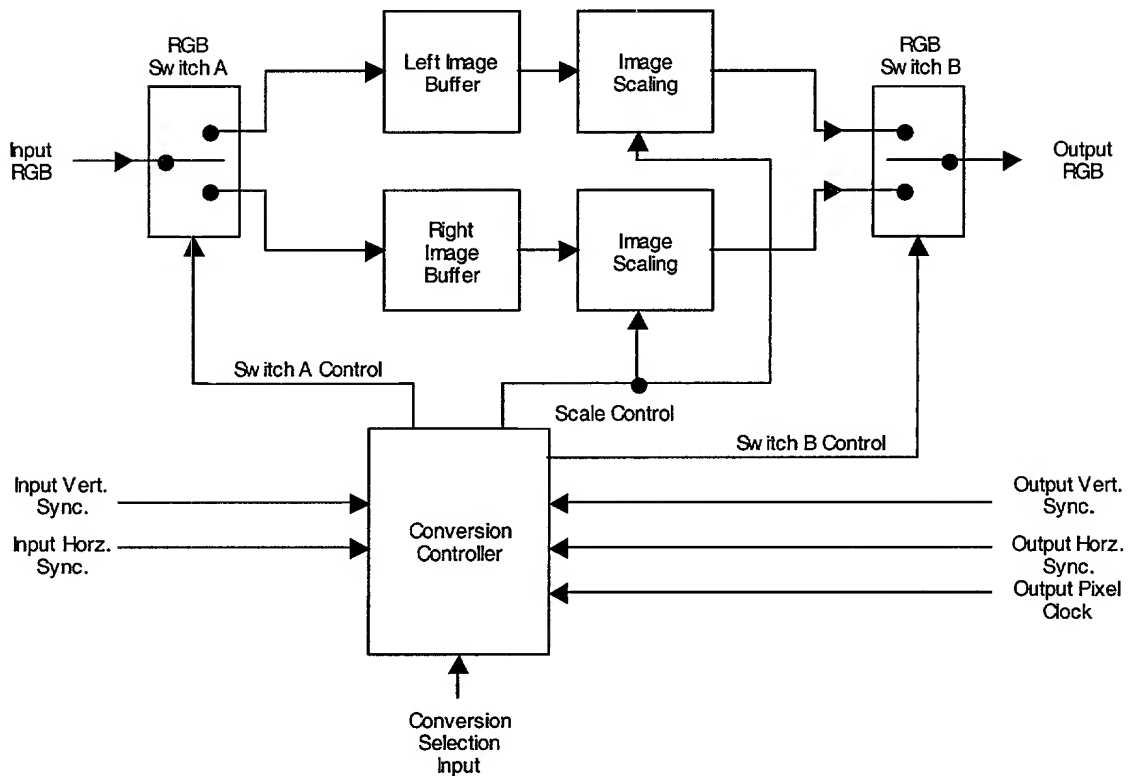 RGB
Switch A
Left Image
Buffer
Image
Scaling
RGB
Switch B
Input
RGB
Output
RGB
Right
Image
Buffer
Image
Scaling
Switch A Control
Scale Control
Switch B Control
Input Vert.
Sync.
Input Horz.
Sync.
Conversion
Controller
Output Vert.
Sync.
Output Horz.
Sync.
Output Pixel
Clock
Conversion
Selection
Input